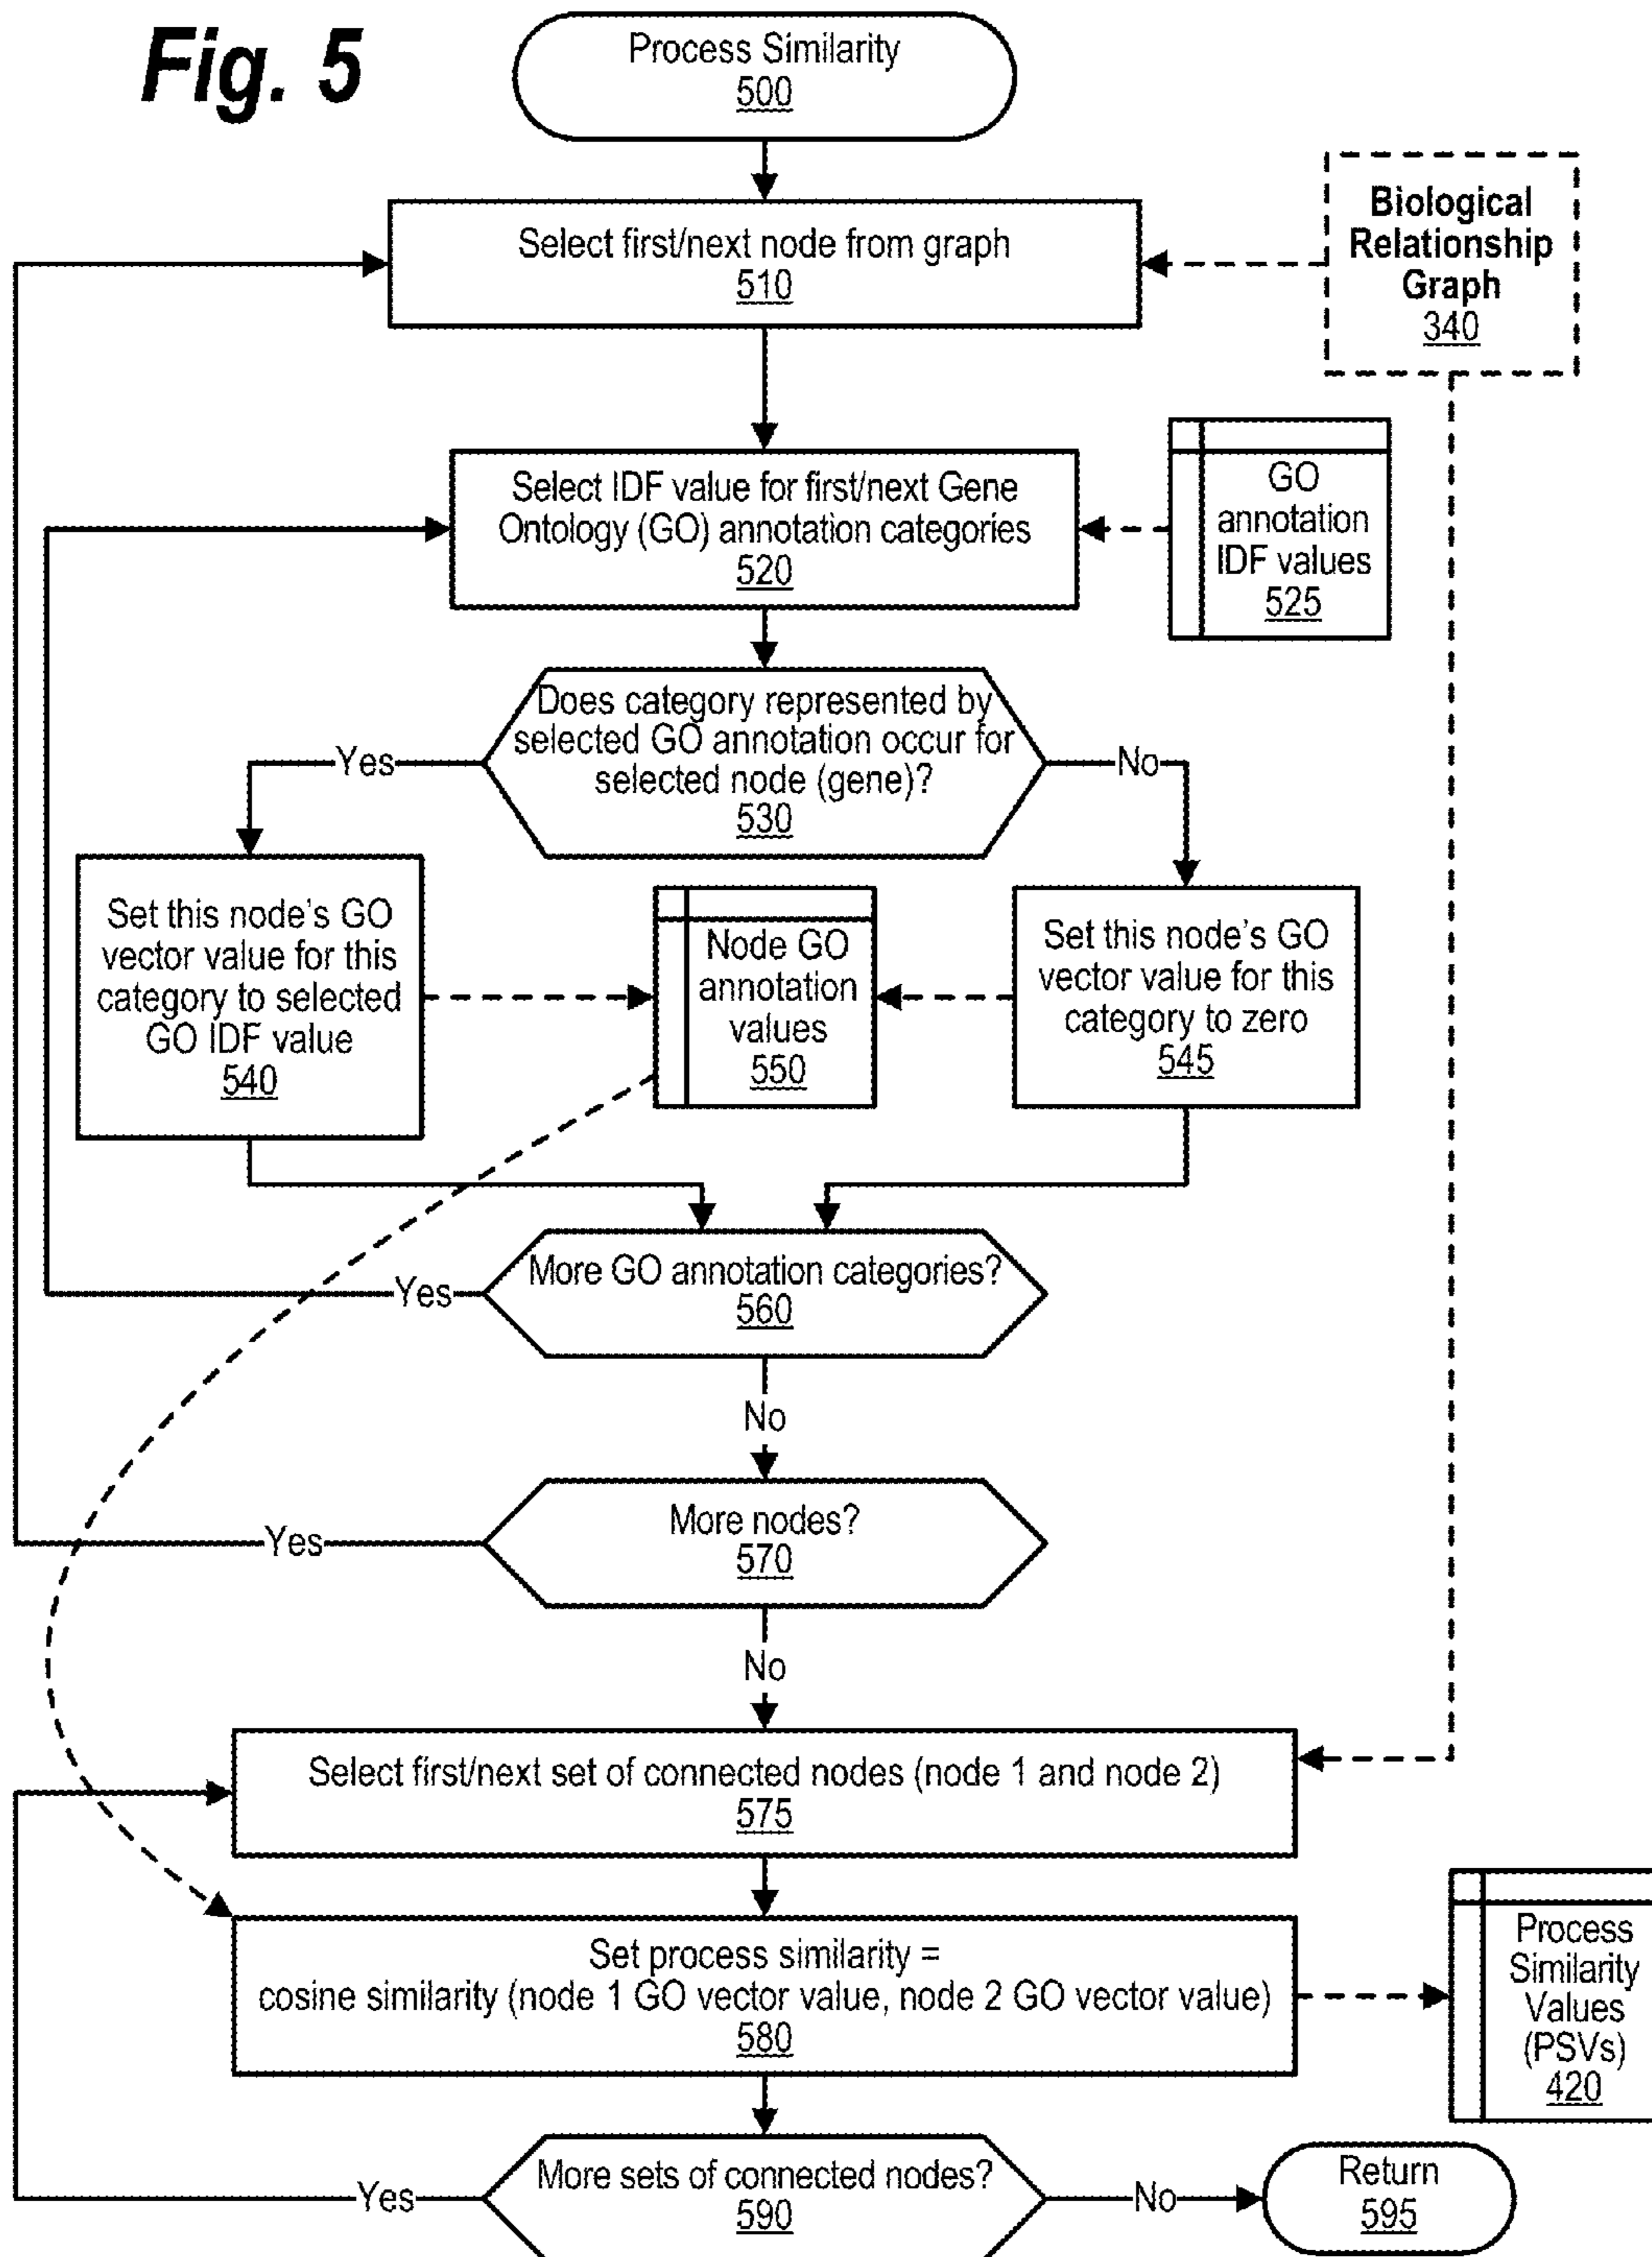 Fig. 5
Process Similarity
500
Select first/next node from graph
510
Biological
Relationship
Graph
340
Select IDF value for first/next Gene
Ontology (GO) annotation categories
520
GO
annotation
IDF values
525
Does category represented by
selected GO annotation occur for
selected node (gene)?
530
Yes
No
Set this node's GO
vector value for this
category to selected
GO IDF value
540
Node GO
annotation
values
550
Set this node's GO
vector value for this
category to zero
545
More GO annotation categories?
560
Yes
No
More nodes?
570
Yes
No
Select first/next set of connected nodes (node 1 and node 2)
575
Set process similarity =
cosine similarity (node 1 GO vector value, node 2 GO vector value)
580
Process
Similarity
Values
(PSVs)
420
More sets of connected nodes?
590
Yes
No
Return
595